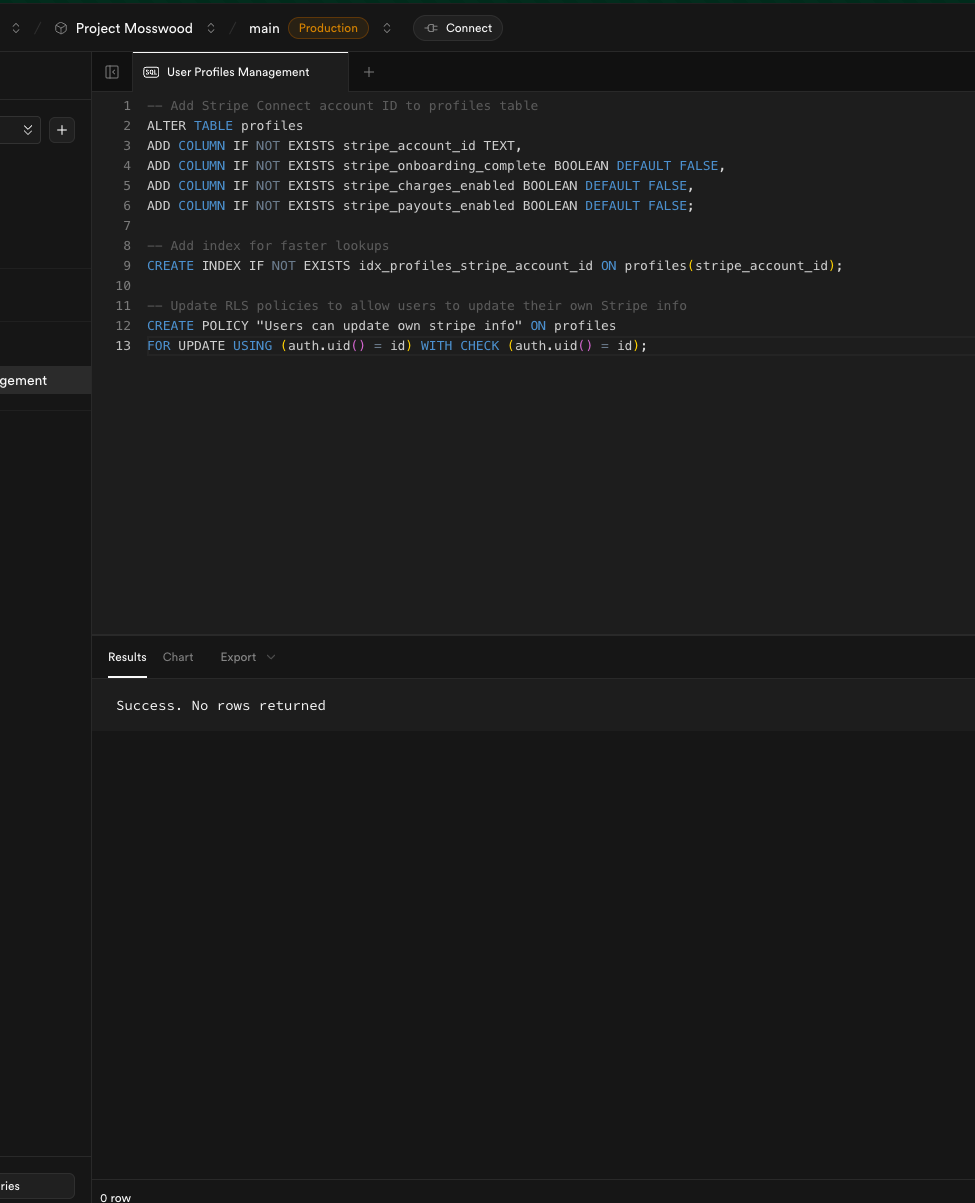 Project Mosswood
main Production Connect
SQL User Profiles Management
1 -- Add Stripe Connect account ID to profiles table
2 ALTER TABLE profiles
3 ADD COLUMN IF NOT EXISTS stripe_account_id TEXT,
4 ADD COLUMN IF NOT EXISTS stripe_onboarding_complete BOOLEAN DEFAULT FALSE,
5 ADD COLUMN IF NOT EXISTS stripe_charges_enabled BOOLEAN DEFAULT FALSE,
6 ADD COLUMN IF NOT EXISTS stripe_payouts_enabled BOOLEAN DEFAULT FALSE;
7
8 -- Add index for faster lookups
9 CREATE INDEX IF NOT EXISTS idx_profiles_stripe_account_id ON profiles(stripe_account_id);
10
11 -- Update RLS policies to allow users to update their own Stripe info
12 CREATE POLICY "Users can update own stripe info" ON profiles
13 FOR UPDATE USING (auth.uid() = id) WITH CHECK (auth.uid() = id);
gement
Results Chart Export
Success. No rows returned
ries
0 row